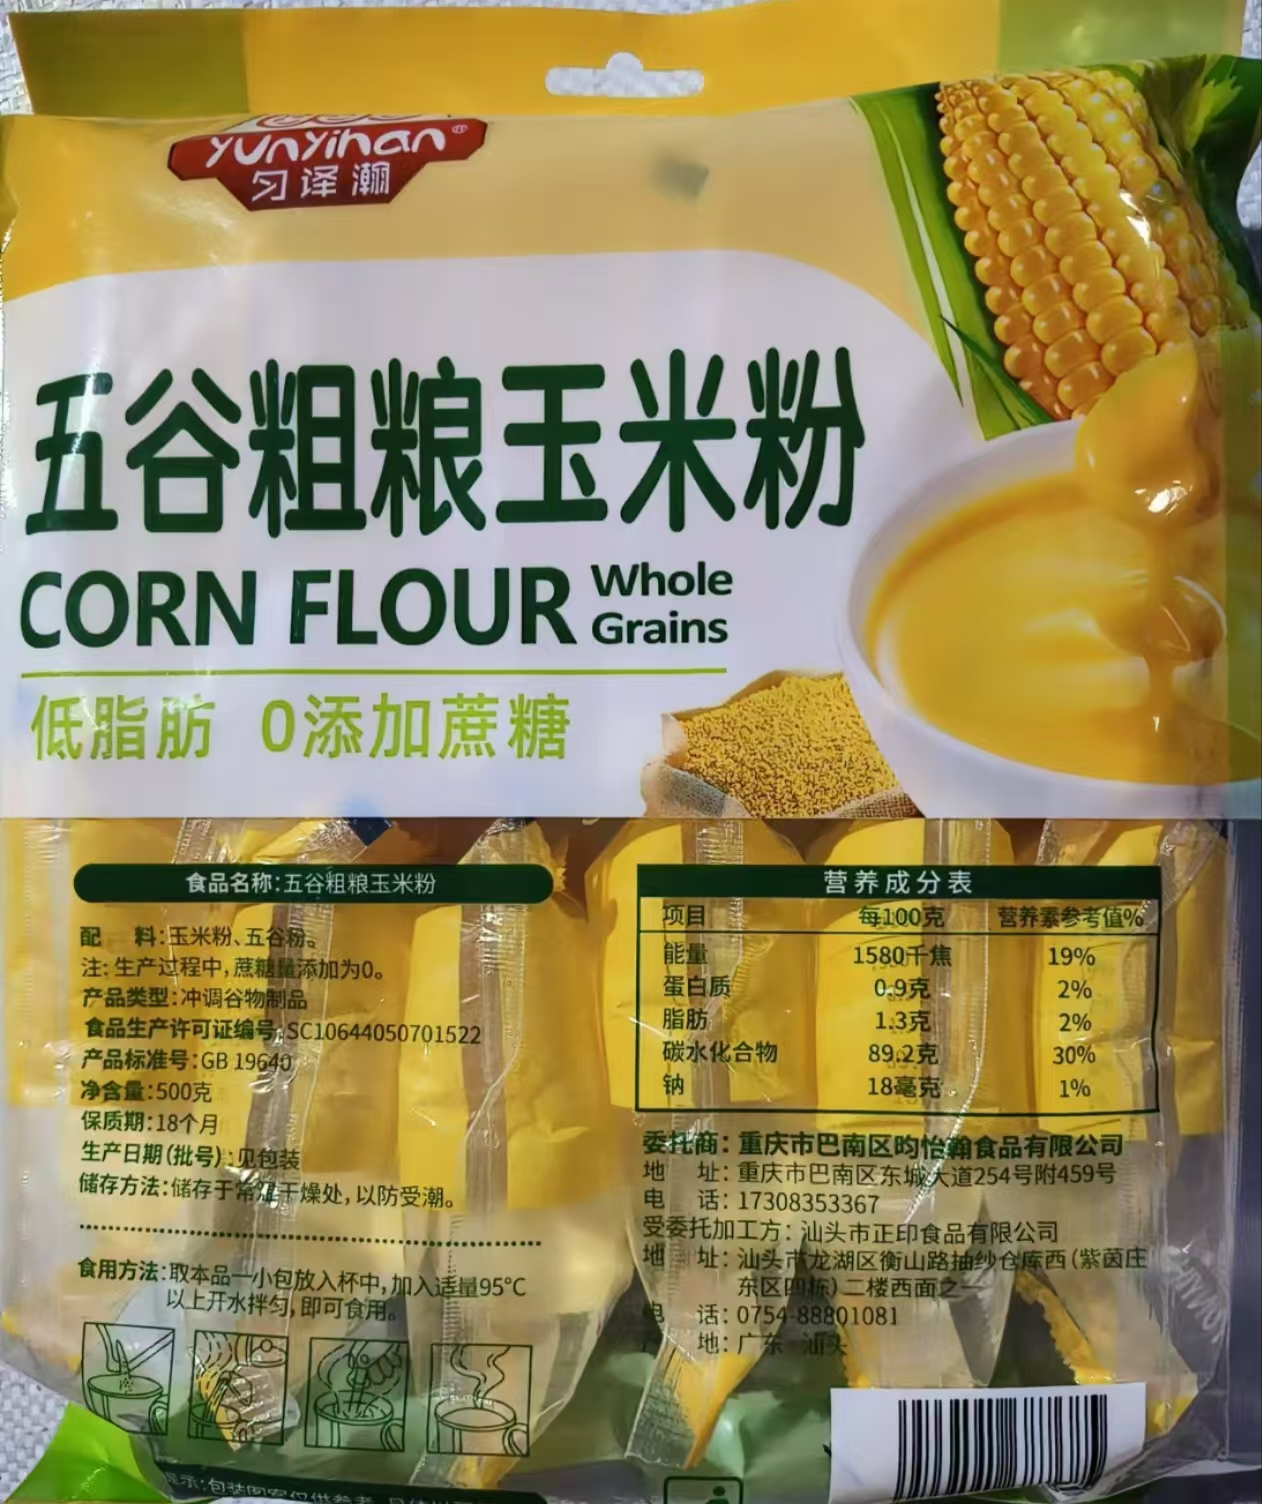 yunyihan®
匀译瀚
五谷粗粮玉米粉
CORN FLOUR Whole Grains
低脂肪 0添加蔗糖
食品名称:五谷粗粮玉米粉
配 料:玉米粉、五谷粉。
注:生产过程中,蔗糖量添加为0。
产品类型:冲调谷物制品
食品生产许可证编号:SC10644050701522
产品标准号:GB 19640
净含量:500克
保质期:18个月
生产日期(批号):见包装
储存方法:储存于常温干燥处,以防受潮。
食用方法:取本品一小包放入杯中,加入适量95°C
以上开水拌匀,即可食用。
营养成分表
项目 每100克 营养素参考值%
能量 1580千焦 19%
蛋白质 0.9克 2%
脂肪 1.3克 2%
碳水化合物 89.2克 30%
钠 18毫克 1%
委托商:重庆市巴南区昀怡翰食品有限公司
地 址:重庆市巴南区东城大道254号附459号
电 话:17308353367
受委托加工方:汕头市正印食品有限公司
地 址:汕头市龙湖区衡山路抽纱仓库西(紫茵庄
东区四栋)二楼西面之一
电 话:0754-88801081
地:广东 汕头
提示:包装图案仅供参考